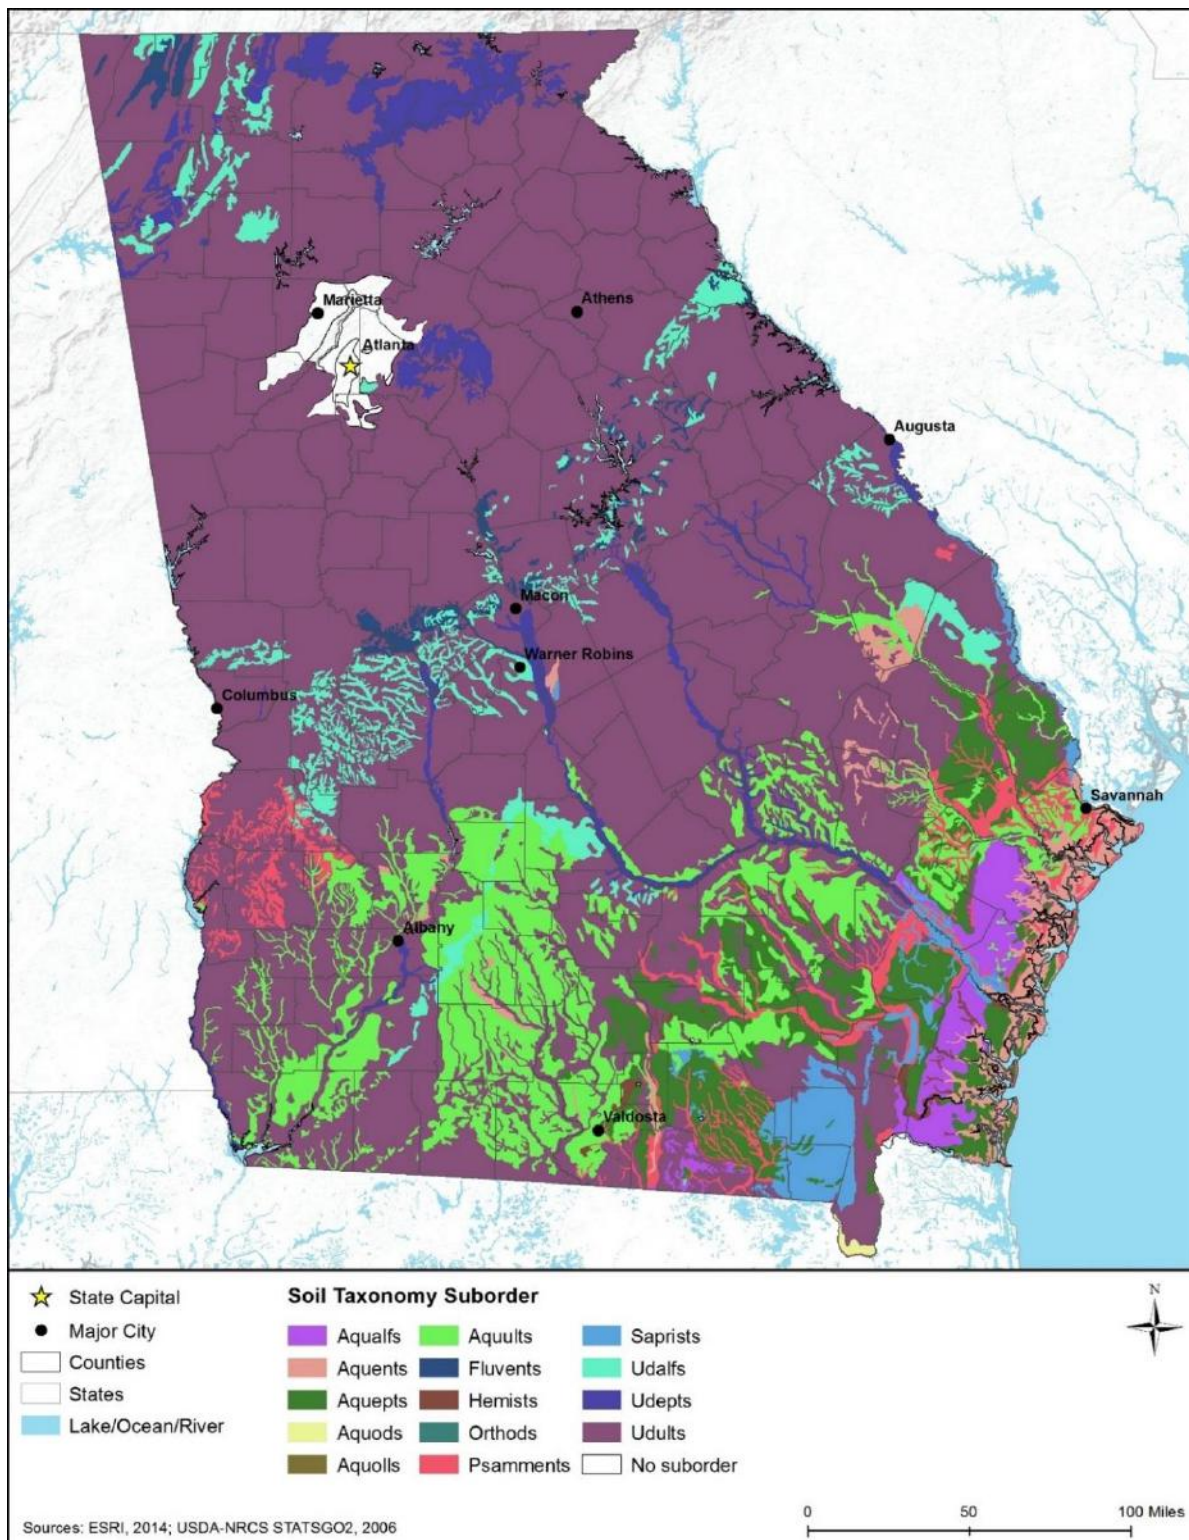 Marietta
Athens
Atlanta
Augusta
Macon
Warner Robins
Columbus
Savannah
Albany
Valdosta
State Capital
Major City
Counties
States
Lake/Ocean/River
Soil Taxonomy Suborder
Aqualfs
Aquents
Aquepts
Aquods
Aquolls
Aquults
Fluvents
Hemists
Orthods
Psamments
Saprists
Udalfs
Udepts
Udults
No suborder
N
0 50 100 Miles
Sources: ESRI, 2014; USDA-NRCS STATSGO2, 2006